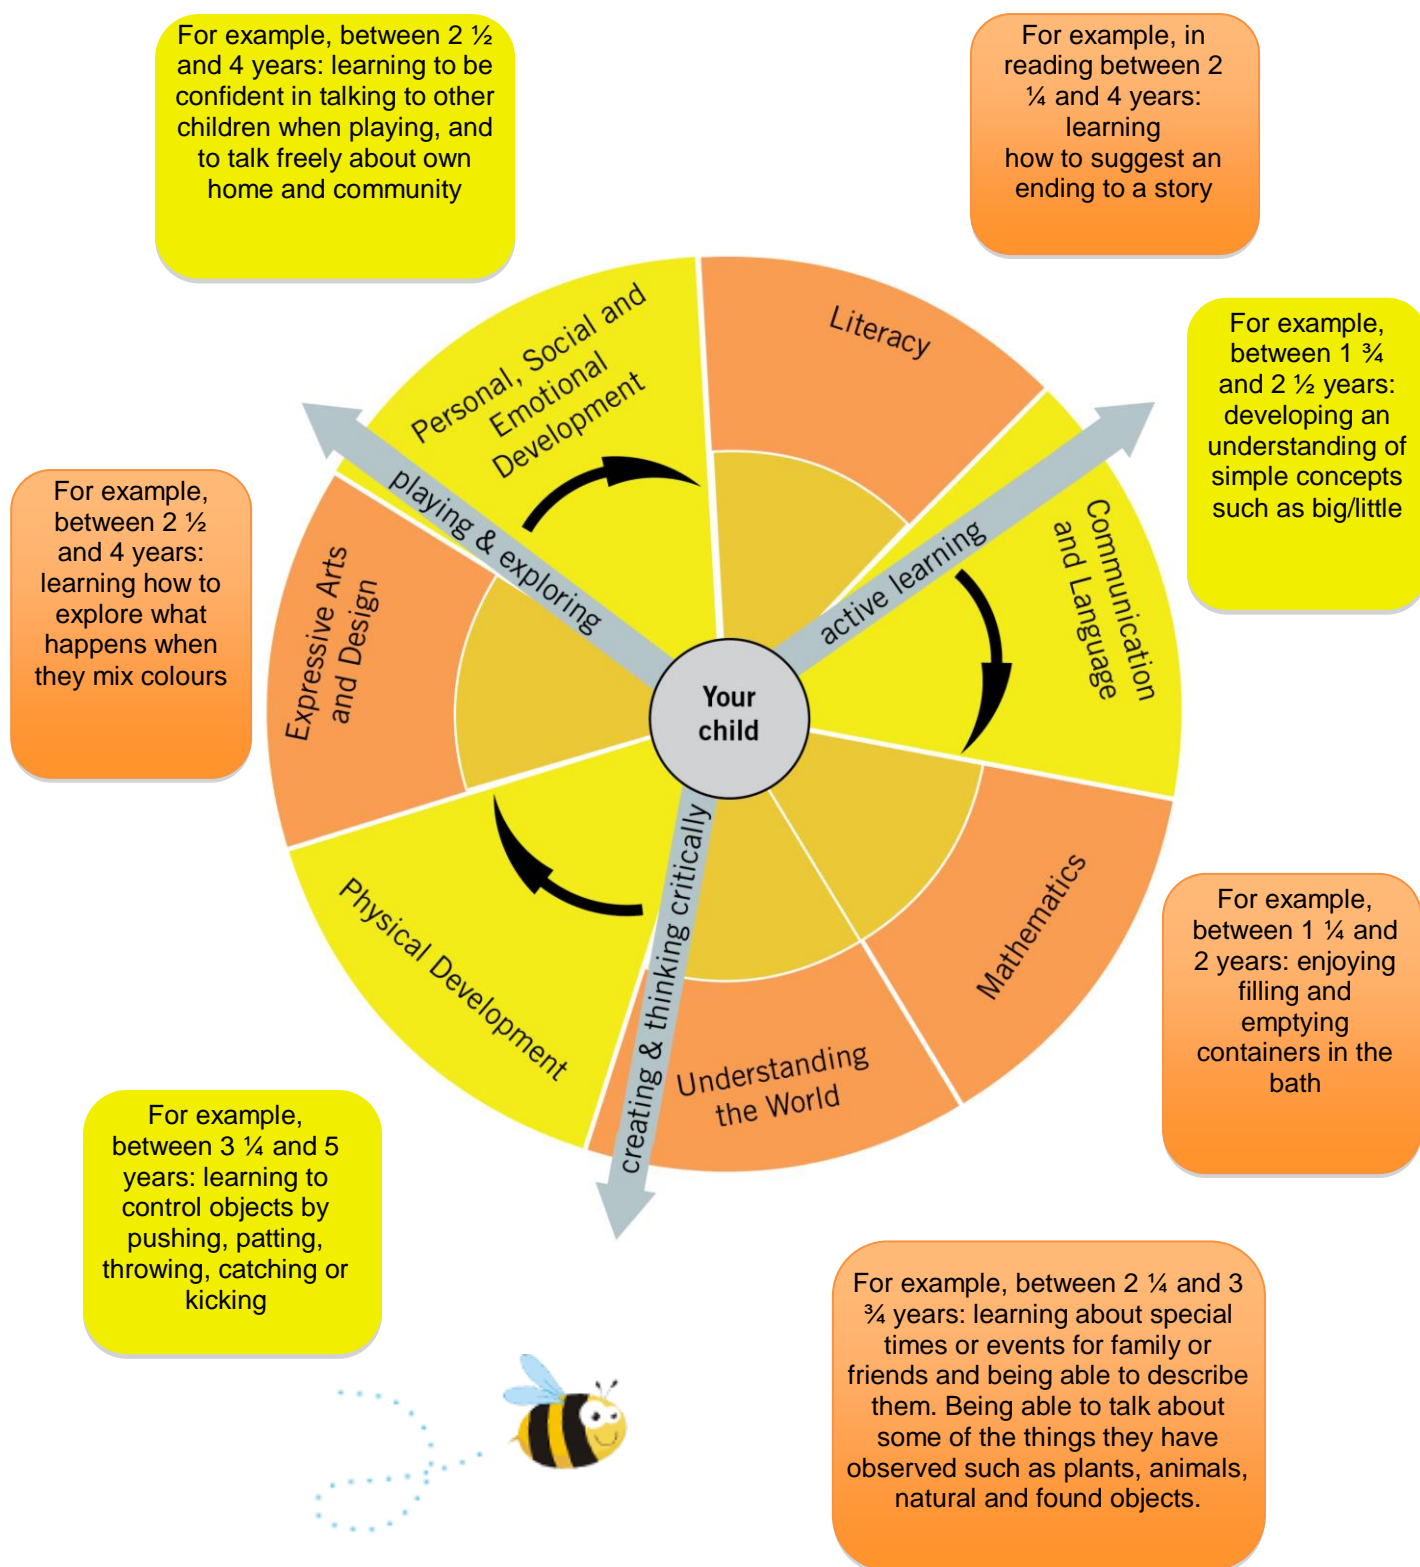 For example, between 2 ½
and 4 years: learning to be
confident in talking to other
children when playing, and
to talk freely about own
home and community
For example, in
reading between 2
¼ and 4 years:
learning
how to suggest an
ending to a story
For example,
between 1 ¾
and 2 ½ years:
developing an
understanding of
simple concepts
such as big/little
For example,
between 2 ½
and 4 years:
learning how to
explore what
happens when
they mix colours
Personal, Social and
Emotional
Development
Literacy
Communication
and Language
Expressive Arts
and Design
playing & exploring
active learning
Your
child
creating & thinking critically
Physical Development
Mathematics
Understanding
the World
For example,
between 1 ¼ and
2 years: enjoying
filling and
emptying
containers in the
bath
For example,
between 3 ¼ and 5
years: learning to
control objects by
pushing, patting,
throwing, catching or
kicking
For example, between 2 ¼ and 3
¾ years: learning about special
times or events for family or
friends and being able to describe
them. Being able to talk about
some of the things they have
observed such as plants, animals,
natural and found objects.